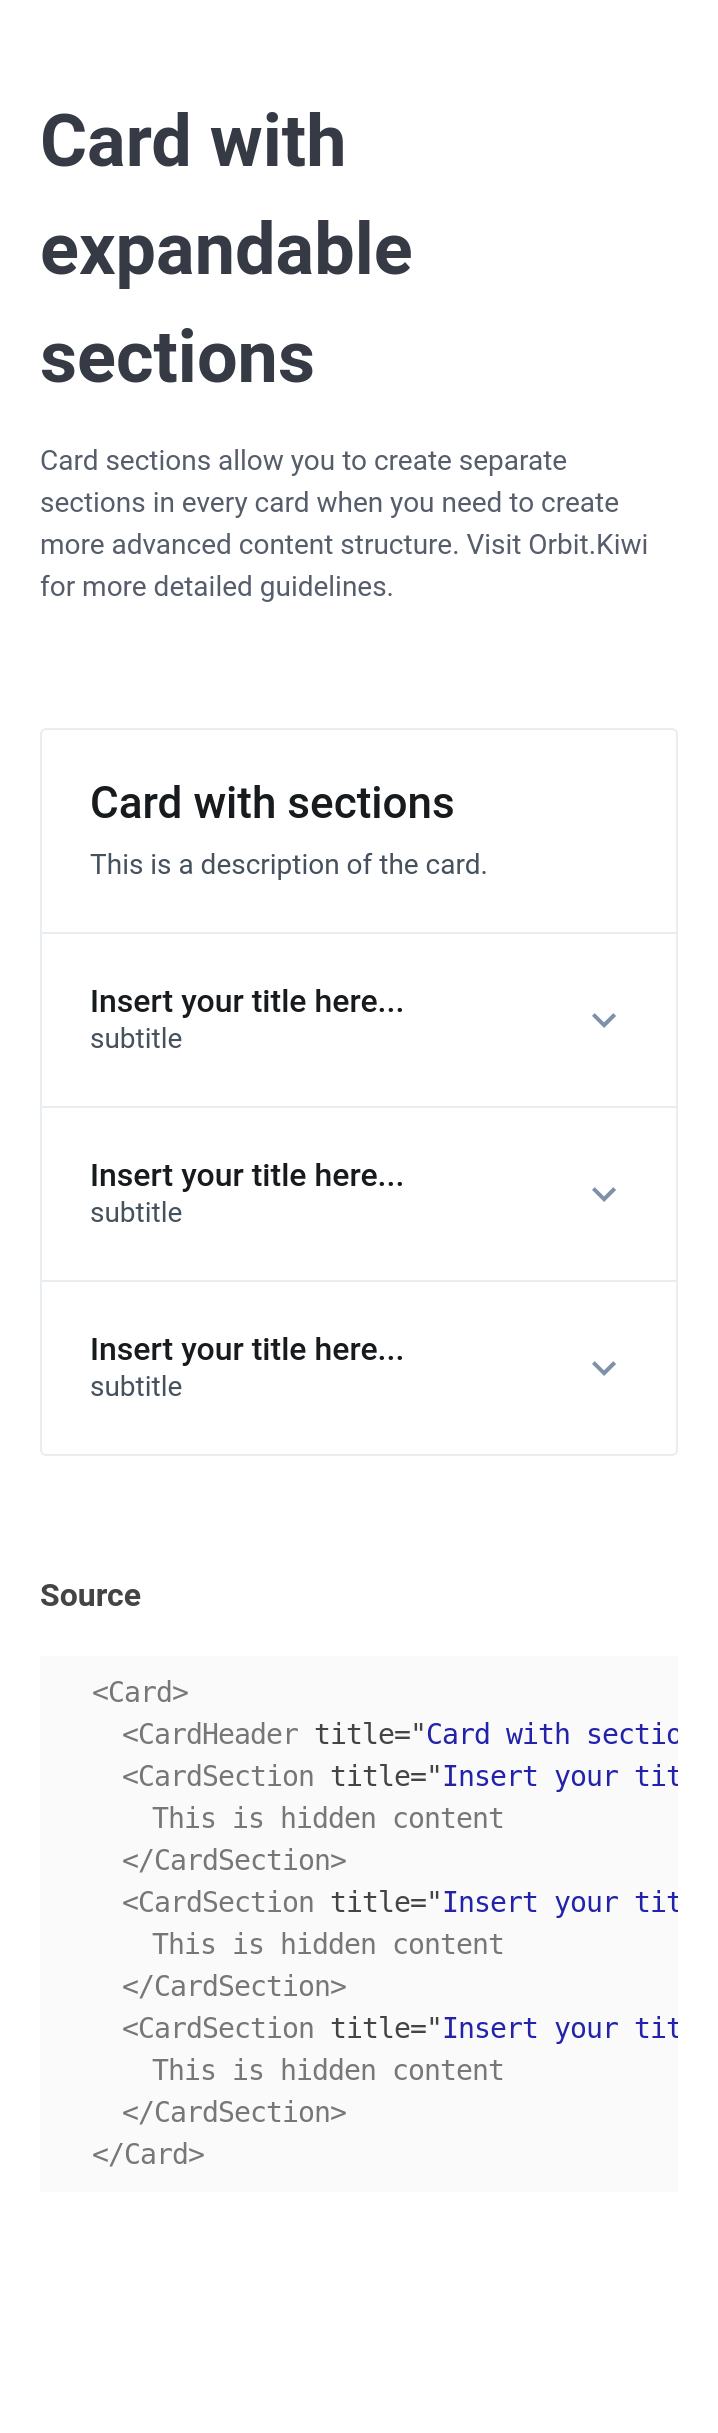 Card with
expandable
sections
Card sections allow you to create separate
sections in every card when you need to create
more advanced content structure. Visit Orbit.Kiwi
for more detailed guidelines.
Card with sections
This is a description of the card.
Insert your title here...
subtitle
Insert your title here...
subtitle
Insert your title here...
subtitle
Source
<Card>
<CardHeader title="Card with sectio
<CardSection title="Insert your tit
This is hidden content
</CardSection>
<CardSection title="Insert your tit
This is hidden content
</CardSection>
<CardSection title="Insert your tit
This is hidden content
</CardSection>
</Card>